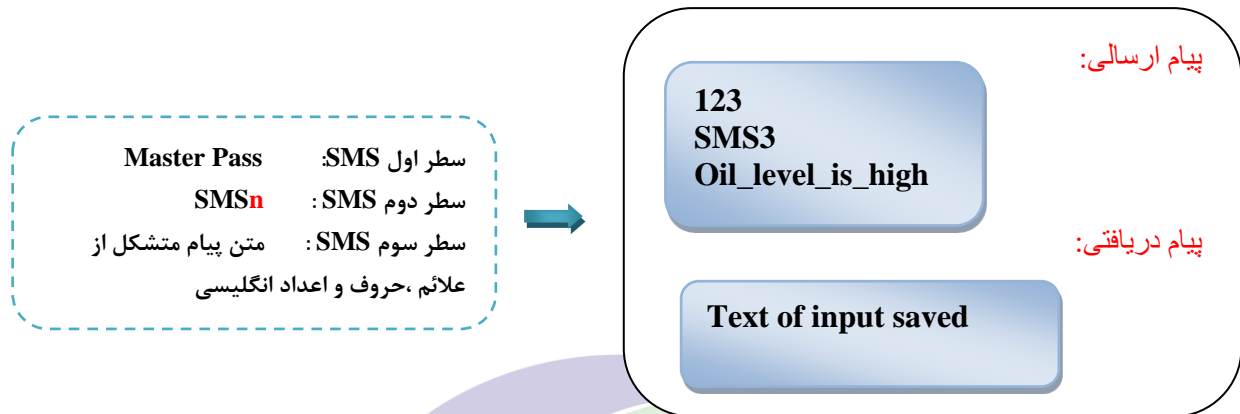 سطر اول SMS: Master Pass
سطر دوم SMS : SMSn
سطر سوم SMS : متن پیام متشکل از
علائم ،حروف و اعداد انگلیسی
پیام ارسالی:
123
SMS3
Oil_level_is_high
پیام دریافتی:
Text of input saved